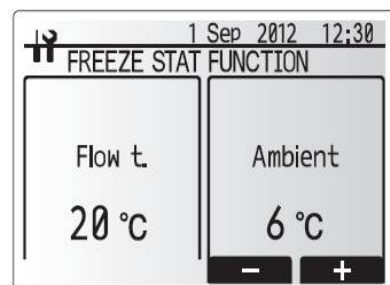 1 Sep 2012 12:30
FREEZE STAT FUNCTION
Flow t. Ambient
20 °C 6 °C
− +